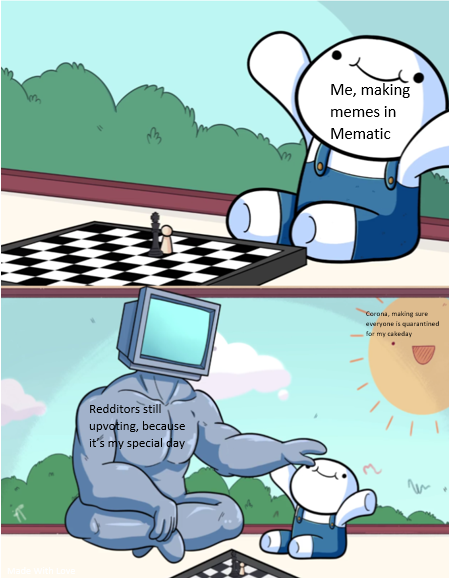 Me, making
memes in
Mematic
Corona, making sure
everyone is quarantined
for my cakeday
Redditors still
upvoting, because
it's my special day